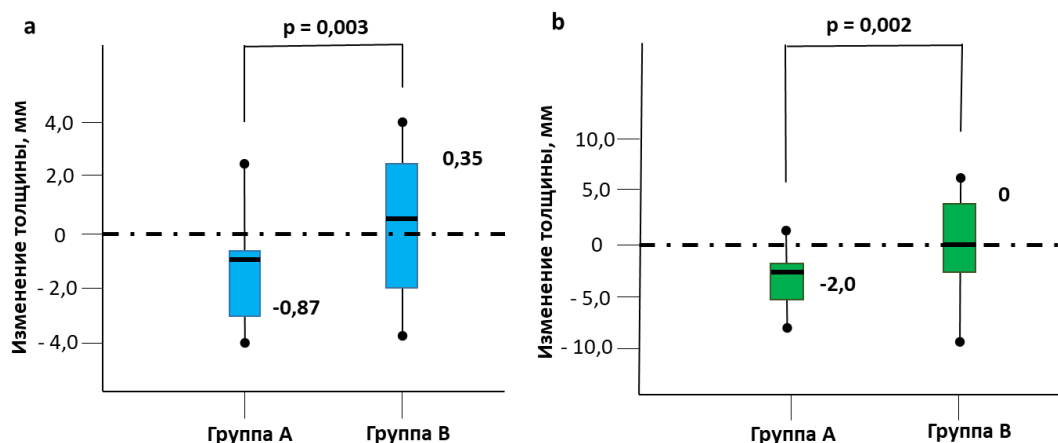 a
p = 0,003
Изменение толщины, мм
4,0
2,0
0
- 2,0
- 4,0
0,35
-0,87
Группа А
Группа В
b
p = 0,002
Изменение толщины, мм
10,0
5,0
0
- 5,0
- 10,0
0
-2,0
Группа А
Группа В